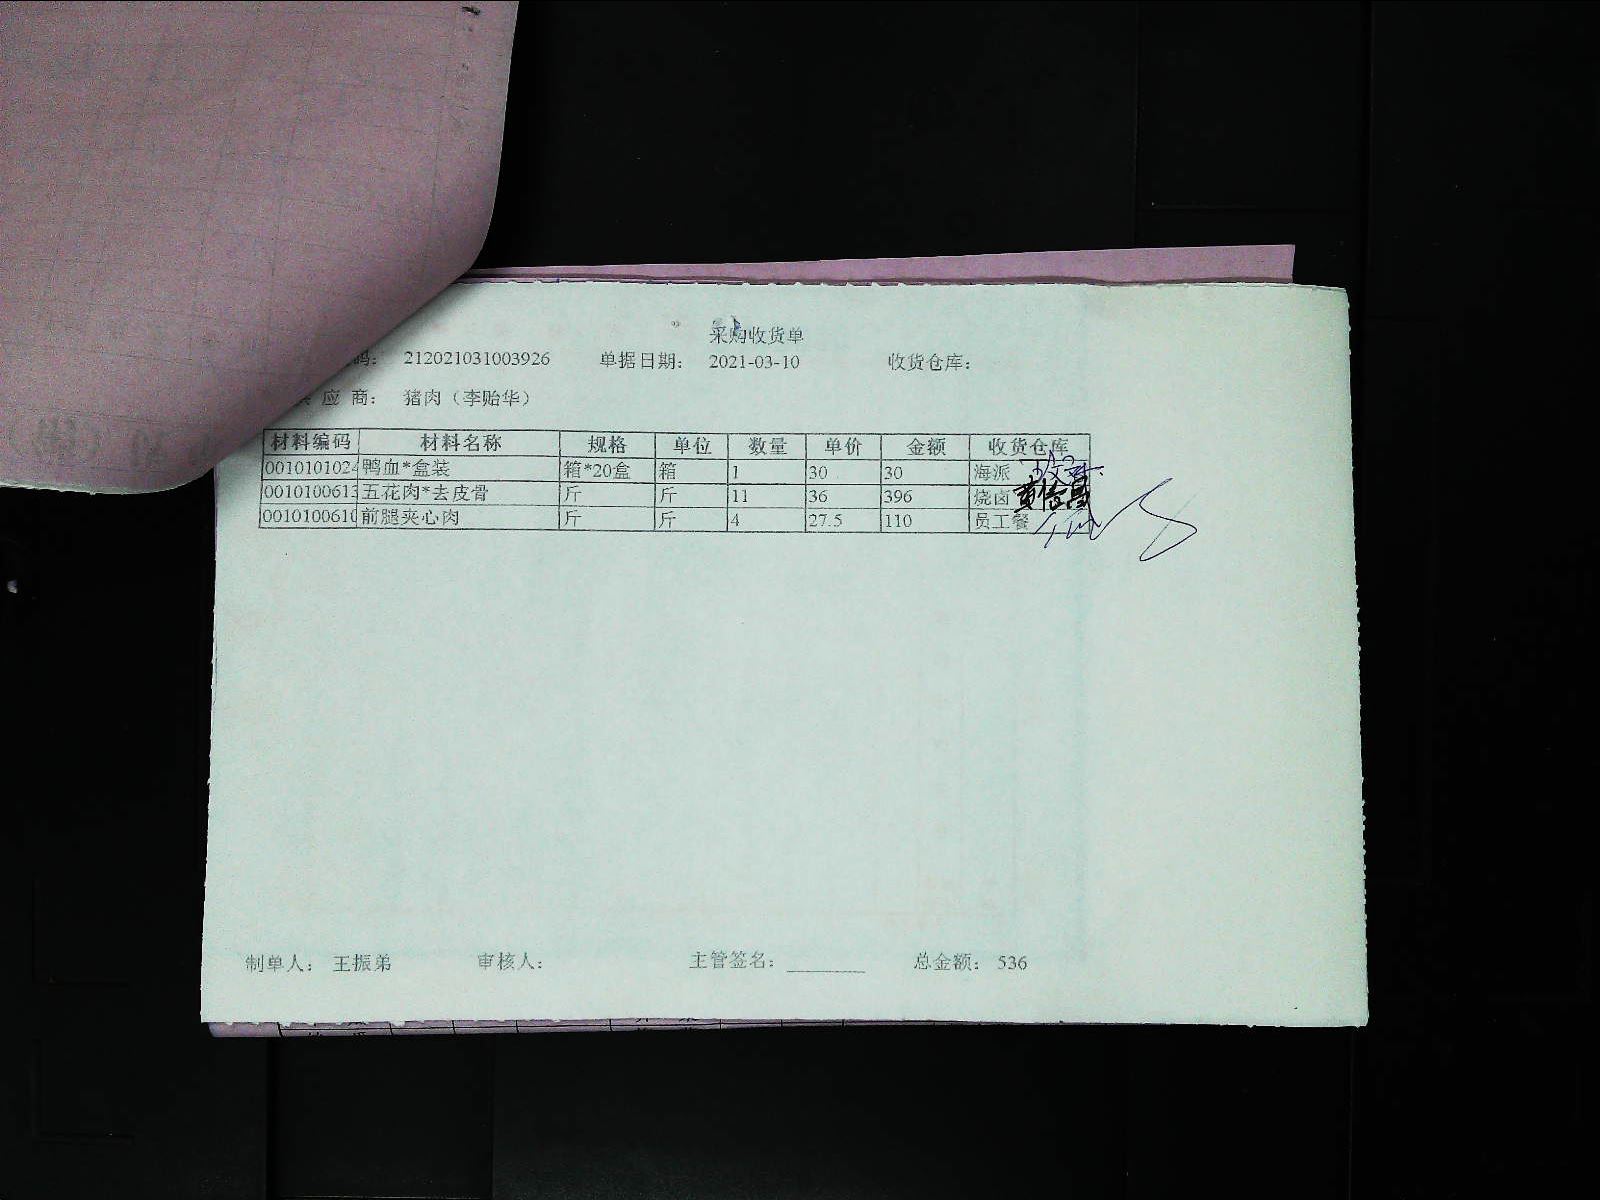 采购收货单
码： 212021031003926 单据日期： 2021-03-10 收货仓库：
应 商： 猪肉（李贻华）
材料编码 材料名称 规格 单位 数量 单价 金额 收货仓库
0010101024 鸭血*盒装 箱*20盒 箱 1 30 30 海派
0010100613 五花肉*去皮骨 斤 斤 11 36 396 烧卤
0010100610 前腿夹心肉 斤 斤 4 27.5 110 员工餐
制单人： 王振弟 审核人： 主管签名： 总金额： 536